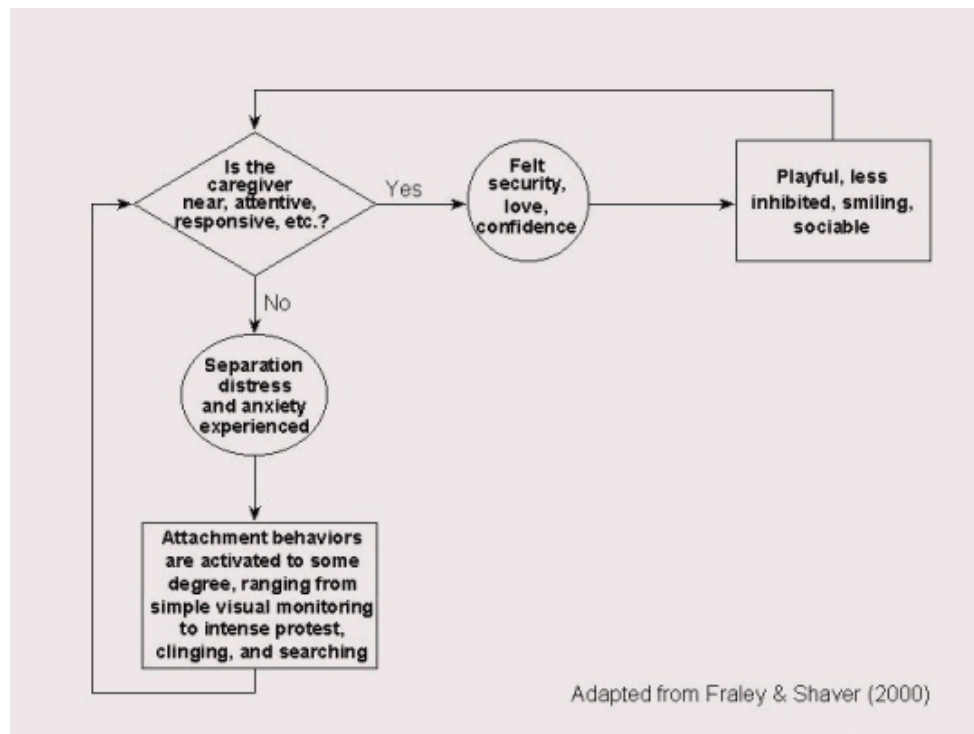 Is the
caregiver
near, attentive,
responsive, etc.?
Yes
Felt
security,
love,
confidence
Playful, less
inhibited, smiling,
sociable
No
Separation
distress
and anxiety
experienced
Attachment behaviors
are activated to some
degree, ranging from
simple visual monitoring
to intense protest,
clinging, and searching
Adapted from Fraley & Shaver (2000)